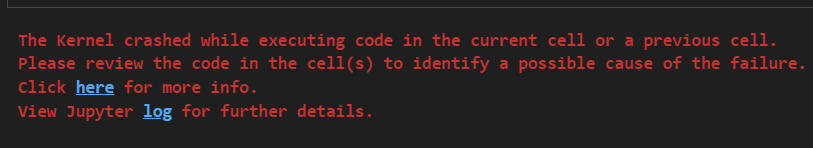 The Kernel crashed while executing code in the current cell or a previous cell.
Please review the code in the cell(s) to identify a possible cause of the failure.
Click here for more info.
View Jupyter log for further details.